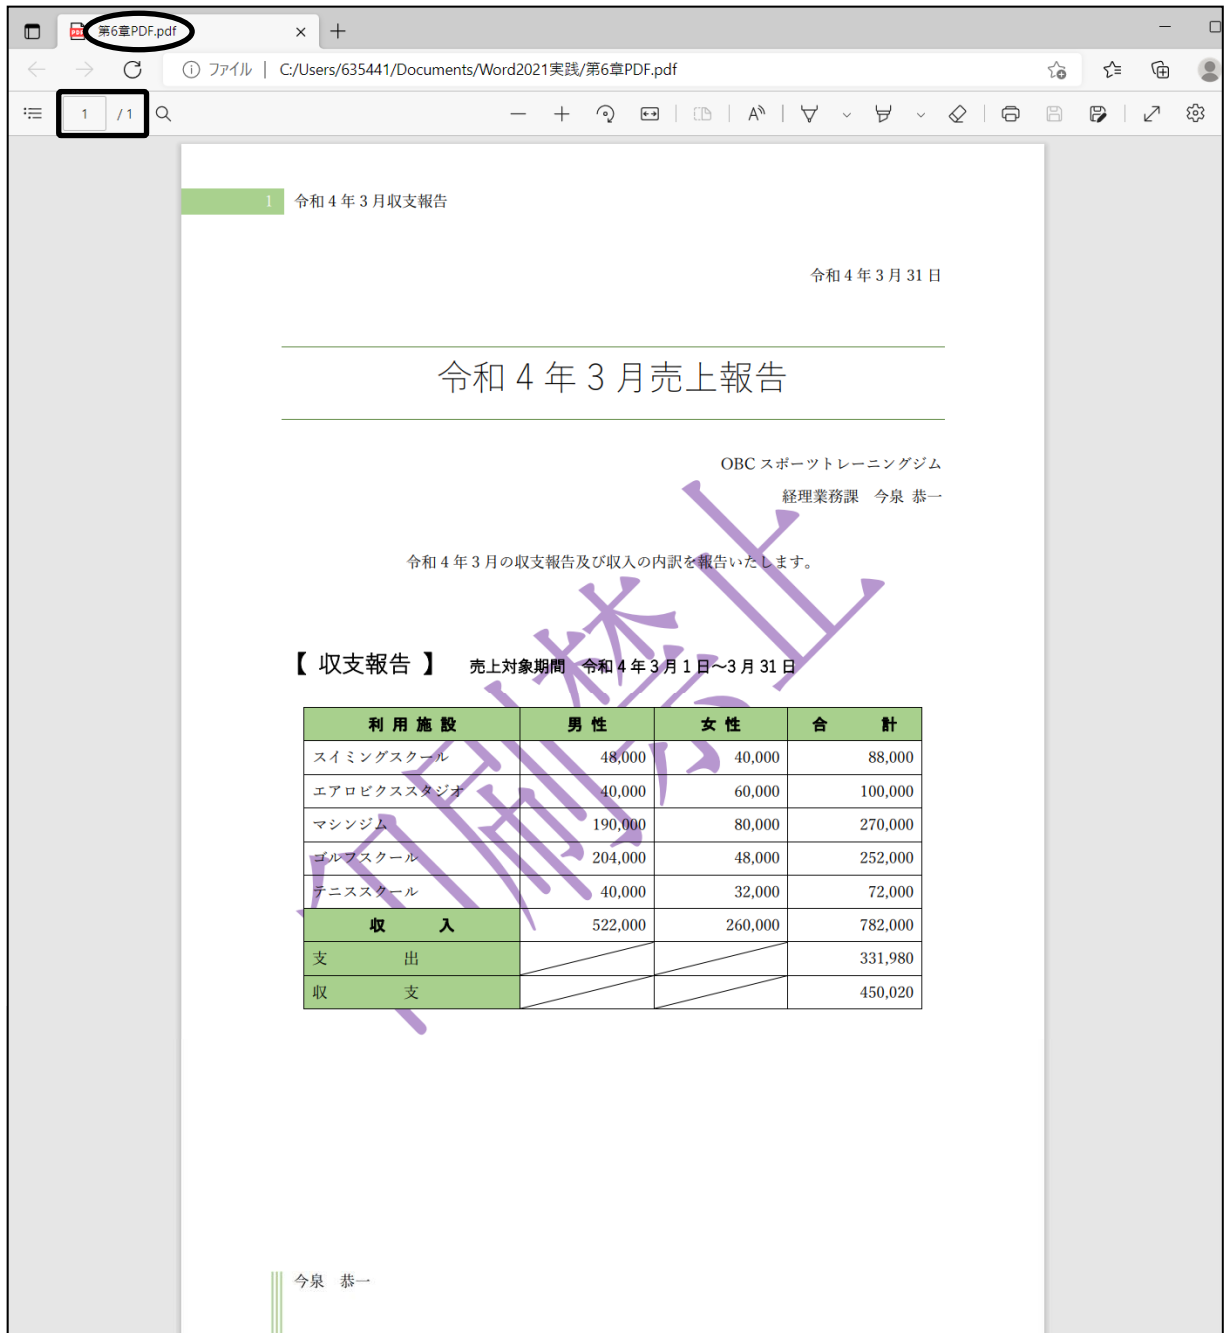 第6章PDF.pdf
ファイル | C:/Users/635441/Documents/Word2021実践/第6章PDF.pdf
1 / 1
1 令和4年3月収支報告
令和4年3月31日
令和4年3月売上報告
OBC スポーツトレーニングジム
経理業務課　今泉 恭一
令和4年3月の収支報告及び収入の内訳を報告いたします。
【 収支報告 】　売上対象期間　令和4年3月1日～3月31日
利用施設 男性 女性 合計
スイミングスクール 48,000 40,000 88,000
エアロビクススタジオ 40,000 60,000 100,000
マシンジム 190,000 80,000 270,000
ゴルフスクール 204,000 48,000 252,000
テニススクール 40,000 32,000 72,000
収入 522,000 260,000 782,000
支出 331,980
収支 450,020
印刷禁止
今泉　恭一